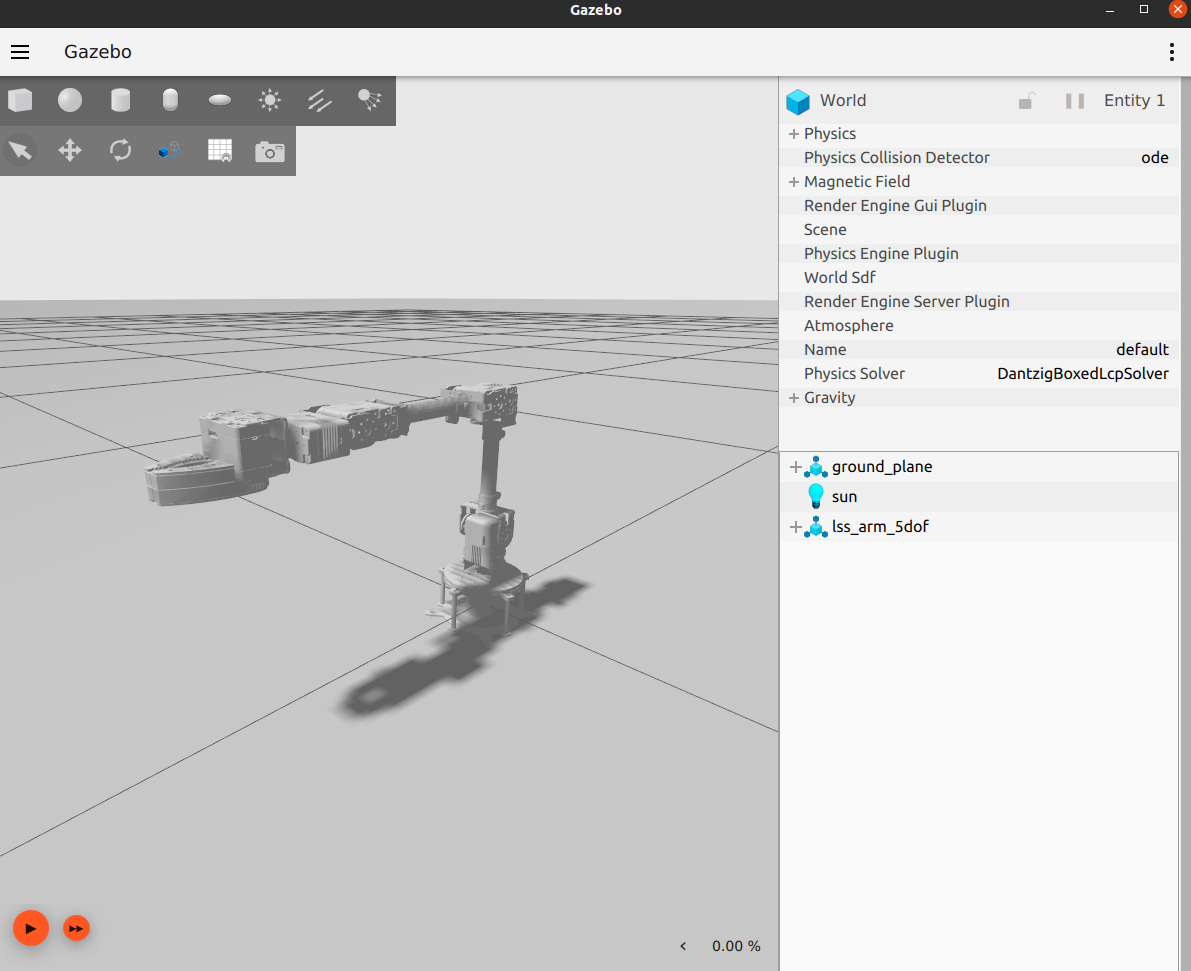 Gazebo
Gazebo
World Entity 1
Physics
Physics Collision Detector ode
Magnetic Field
Render Engine Gui Plugin
Scene
Physics Engine Plugin
World Sdf
Render Engine Server Plugin
Atmosphere
Name default
Physics Solver DantzigBoxedLcpSolver
Gravity
ground_plane
sun
lss_arm_5dof
0.00 %